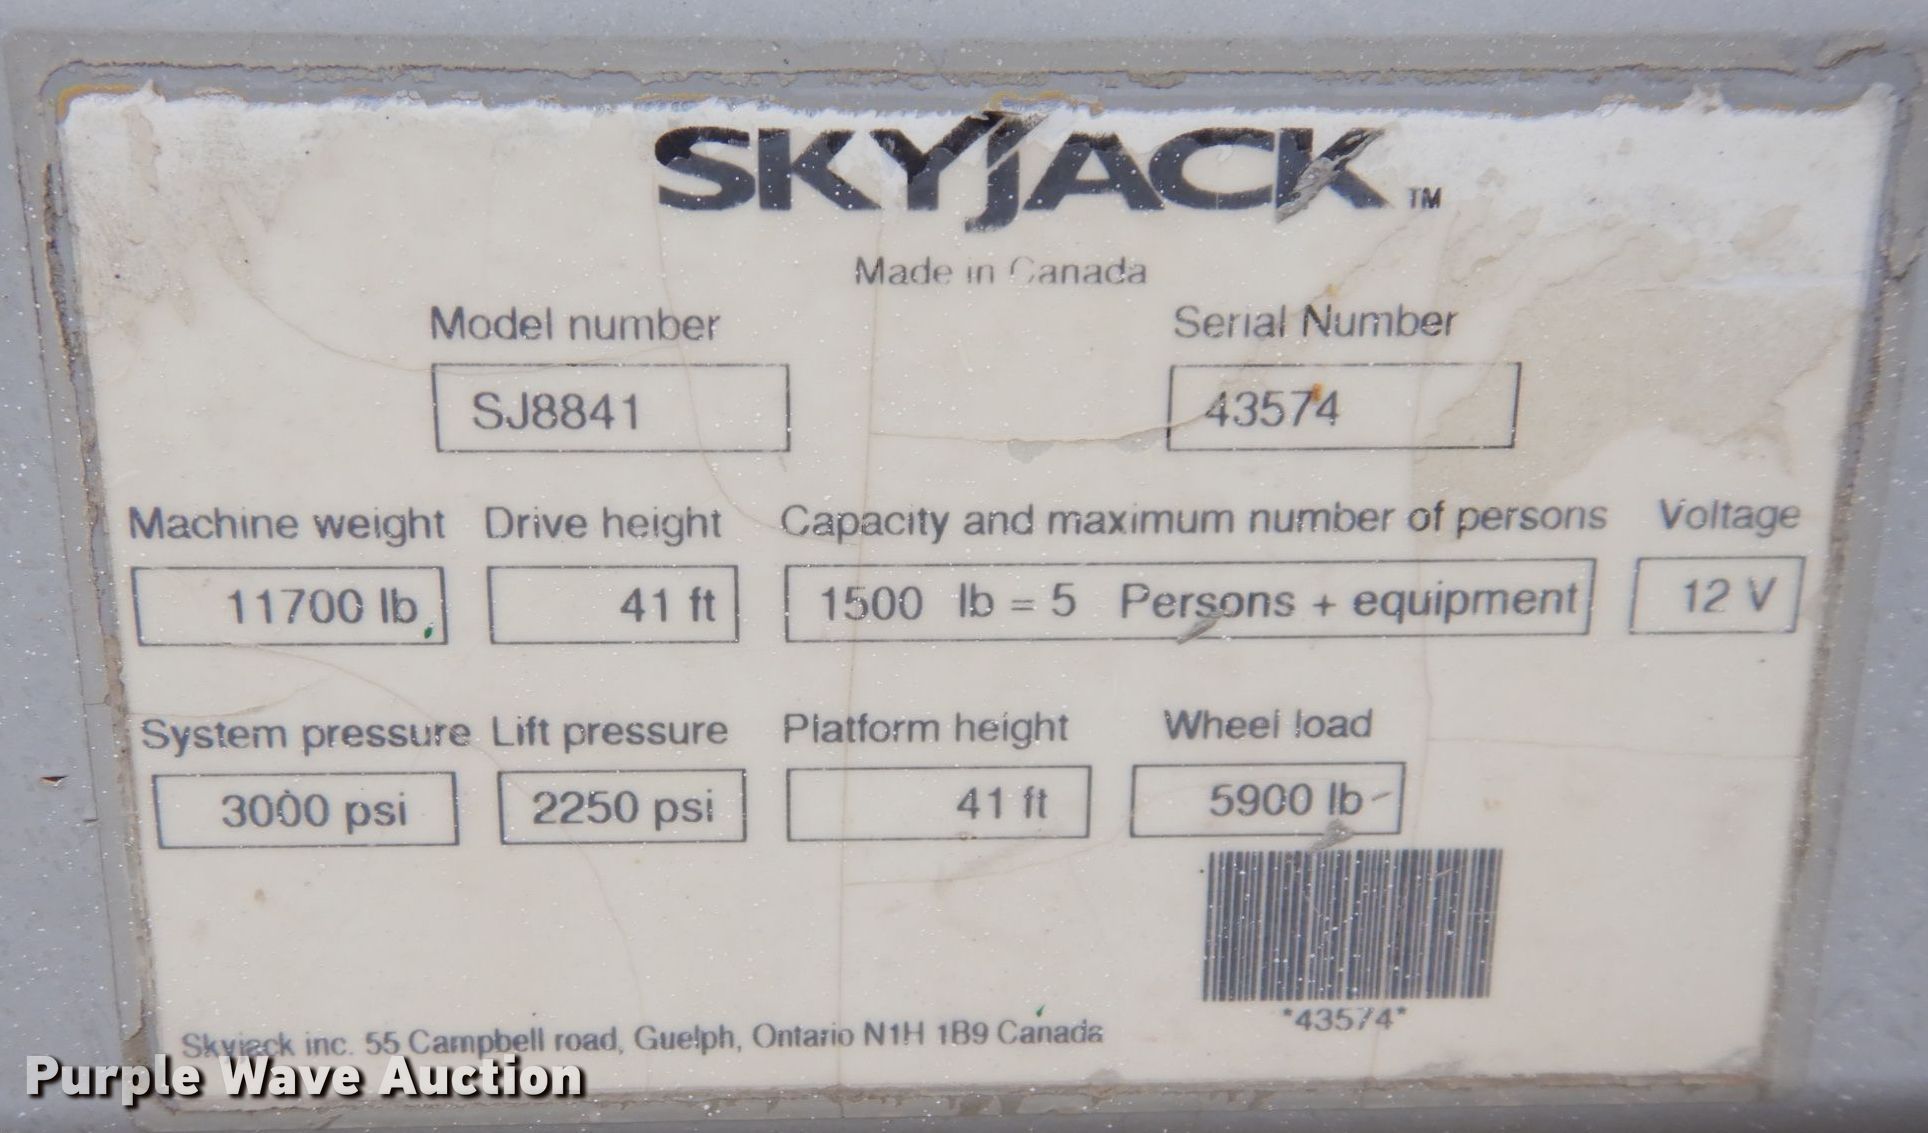 SKYJACK™
Made in Canada
Model number Serial Number
SJ8841 43574
Machine weight Drive height Capacity and maximum number of persons Voltage
11700 lb 41 ft 1500 lb = 5 Persons + equipment 12 V
System pressure Lift pressure Platform height Wheel load
3000 psi 2250 psi 41 ft 5900 lb
*43574*
Skyjack inc. 55 Campbell road, Guelph, Ontario N1H 1B9 Canada
Purple Wave Auction